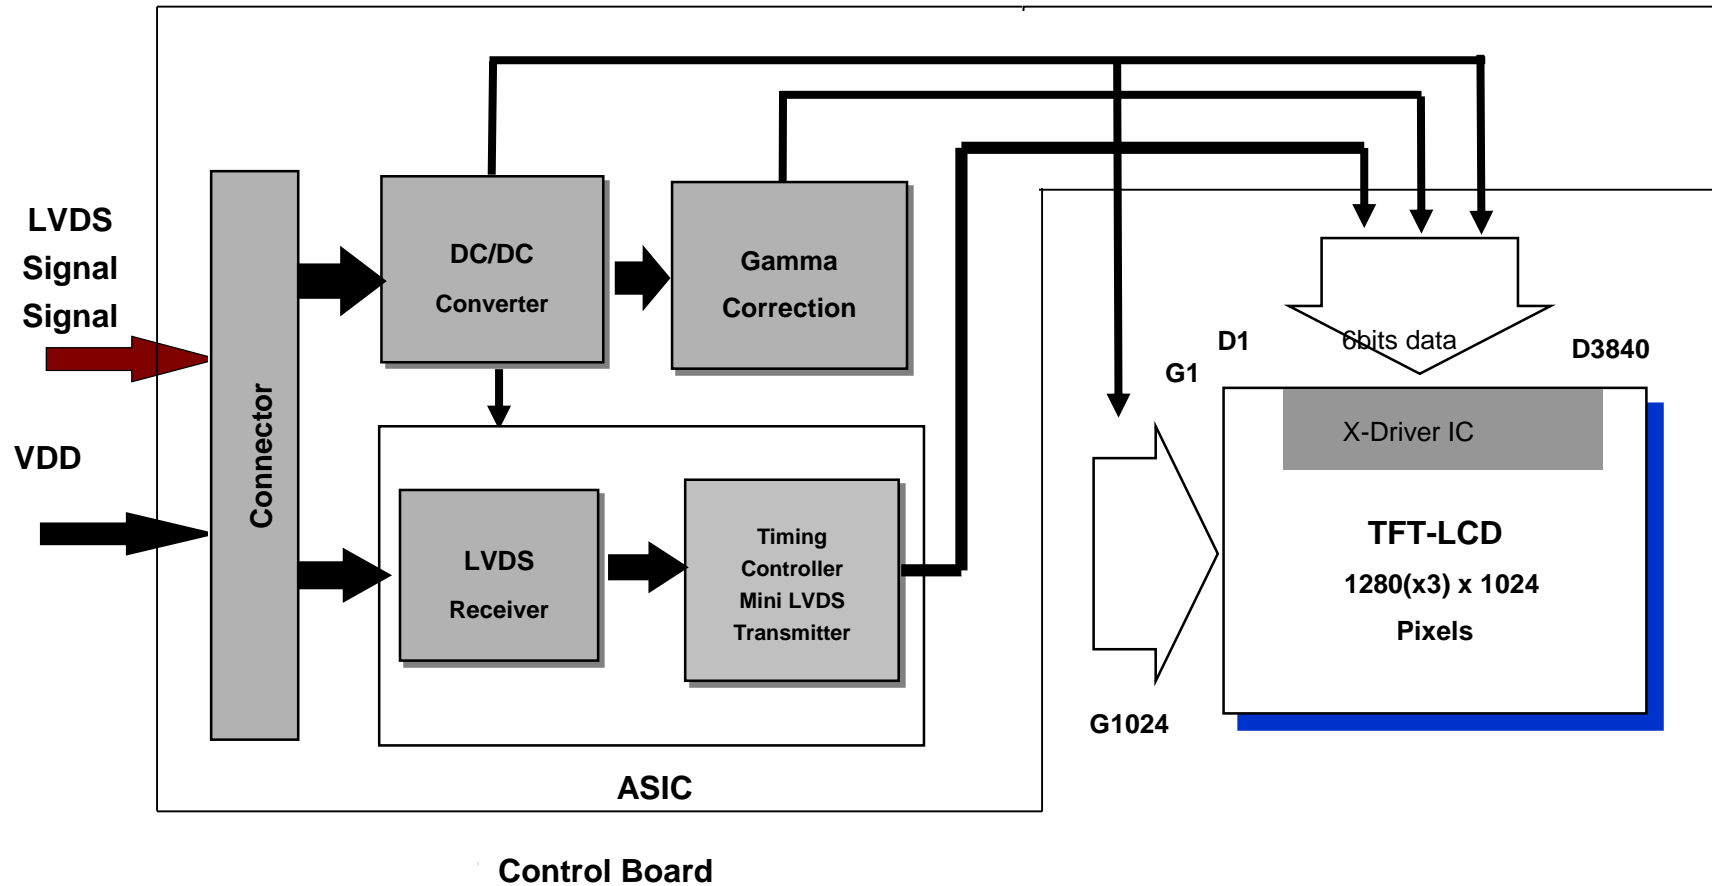 LVDS
Signal
Signal
VDD
Connector
DC/DC
Converter
Gamma
Correction
LVDS
Receiver
Timing
Controller
Mini LVDS
Transmitter
ASIC
Control Board
D1
6bits data
D3840
G1
X-Driver IC
TFT-LCD
1280(x3) x 1024
Pixels
G1024